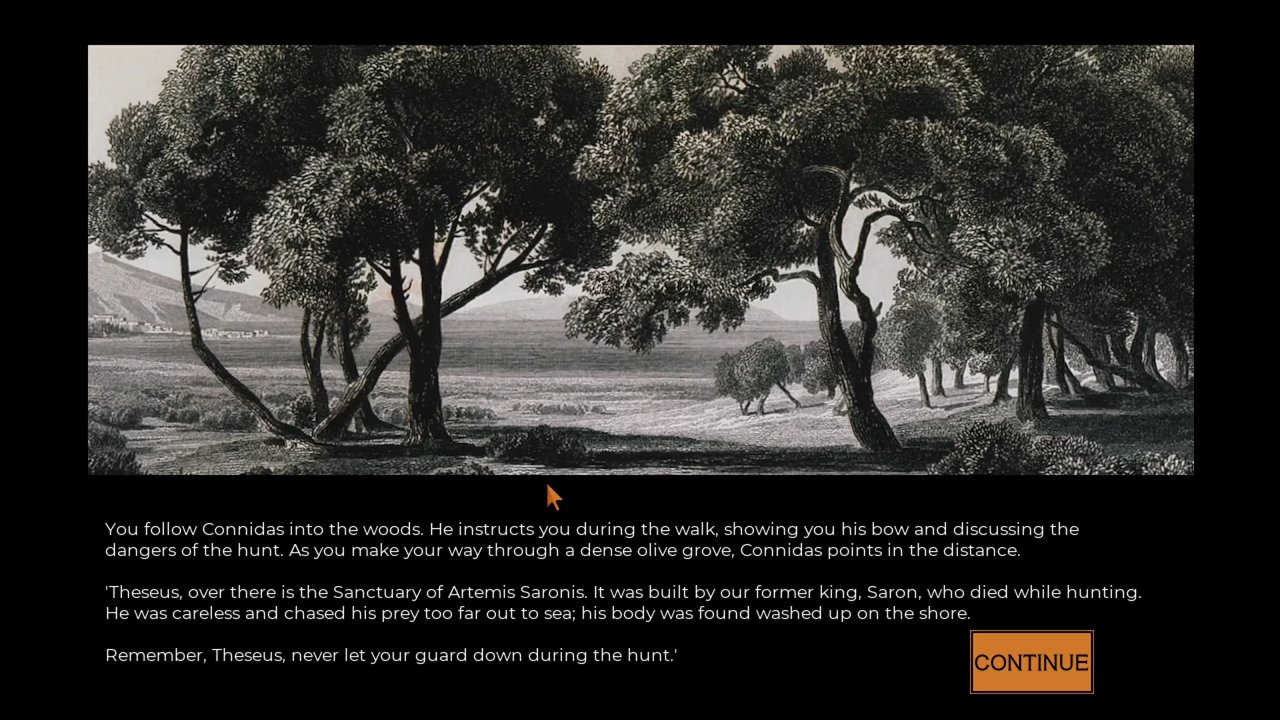 You follow Connidas into the woods. He instructs you during the walk, showing you his bow and discussing the
dangers of the hunt. As you make your way through a dense olive grove, Connidas points in the distance.
'Theseus, over there is the Sanctuary of Artemis Saronis. It was built by our former king, Saron, who died while hunting.
He was careless and chased his prey too far out to sea; his body was found washed up on the shore.
Remember, Theseus, never let your guard down during the hunt.'
CONTINUE